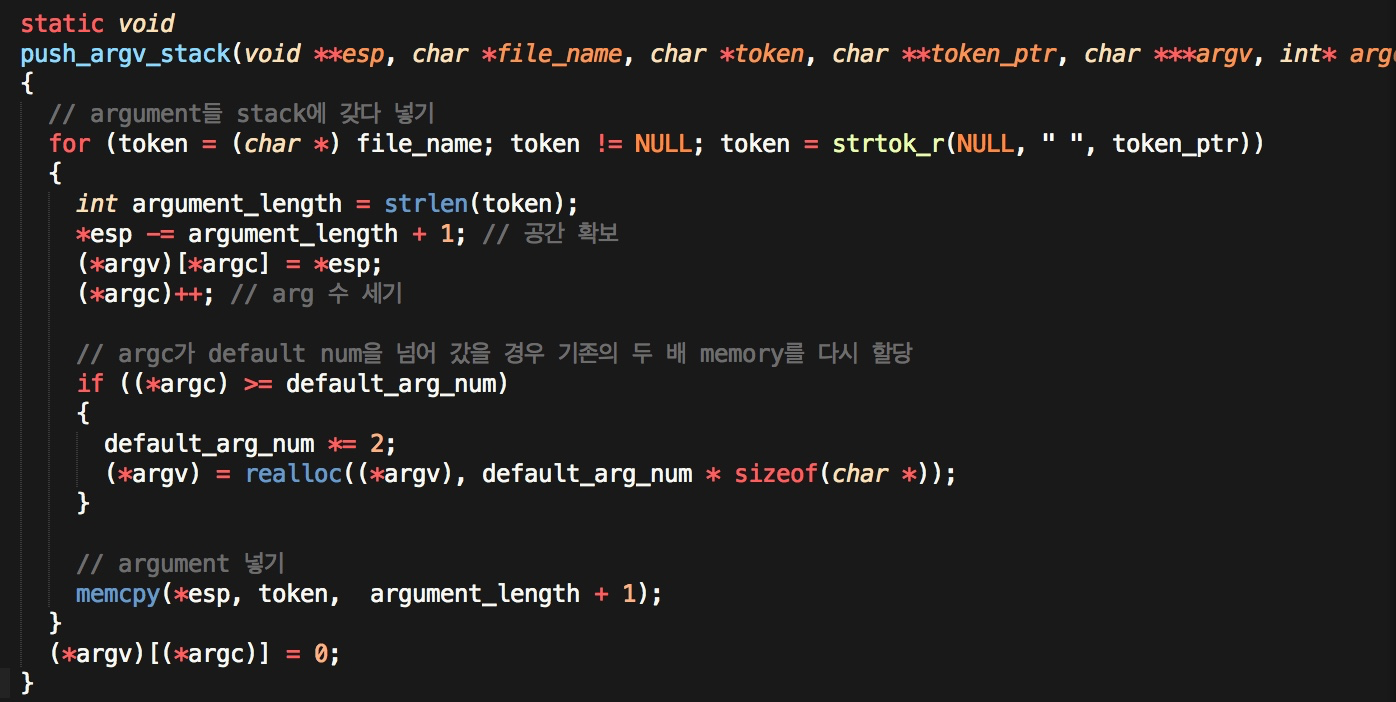 static void
push_argv_stack(void **esp, char *file_name, char *token, char **token_ptr, char ***argv, int* arg
{
// argument들 stack에 갖다 넣기
for (token = (char *) file_name; token != NULL; token = strtok_r(NULL, " ", token_ptr))
{
int argument_length = strlen(token);
*esp -= argument_length + 1; // 공간 확보
(*argv)[*argc] = *esp;
(*argc)++; // arg 수 세기
// argc가 default num을 넘어 갔을 경우 기존의 두 배 memory를 다시 할당
if ((*argc) >= default_arg_num)
{
default_arg_num *= 2;
(*argv) = realloc((*argv), default_arg_num * sizeof(char *));
}
// argument 넣기
memcpy(*esp, token,  argument_length + 1);
}
(*argv)[(*argc)] = 0;
}